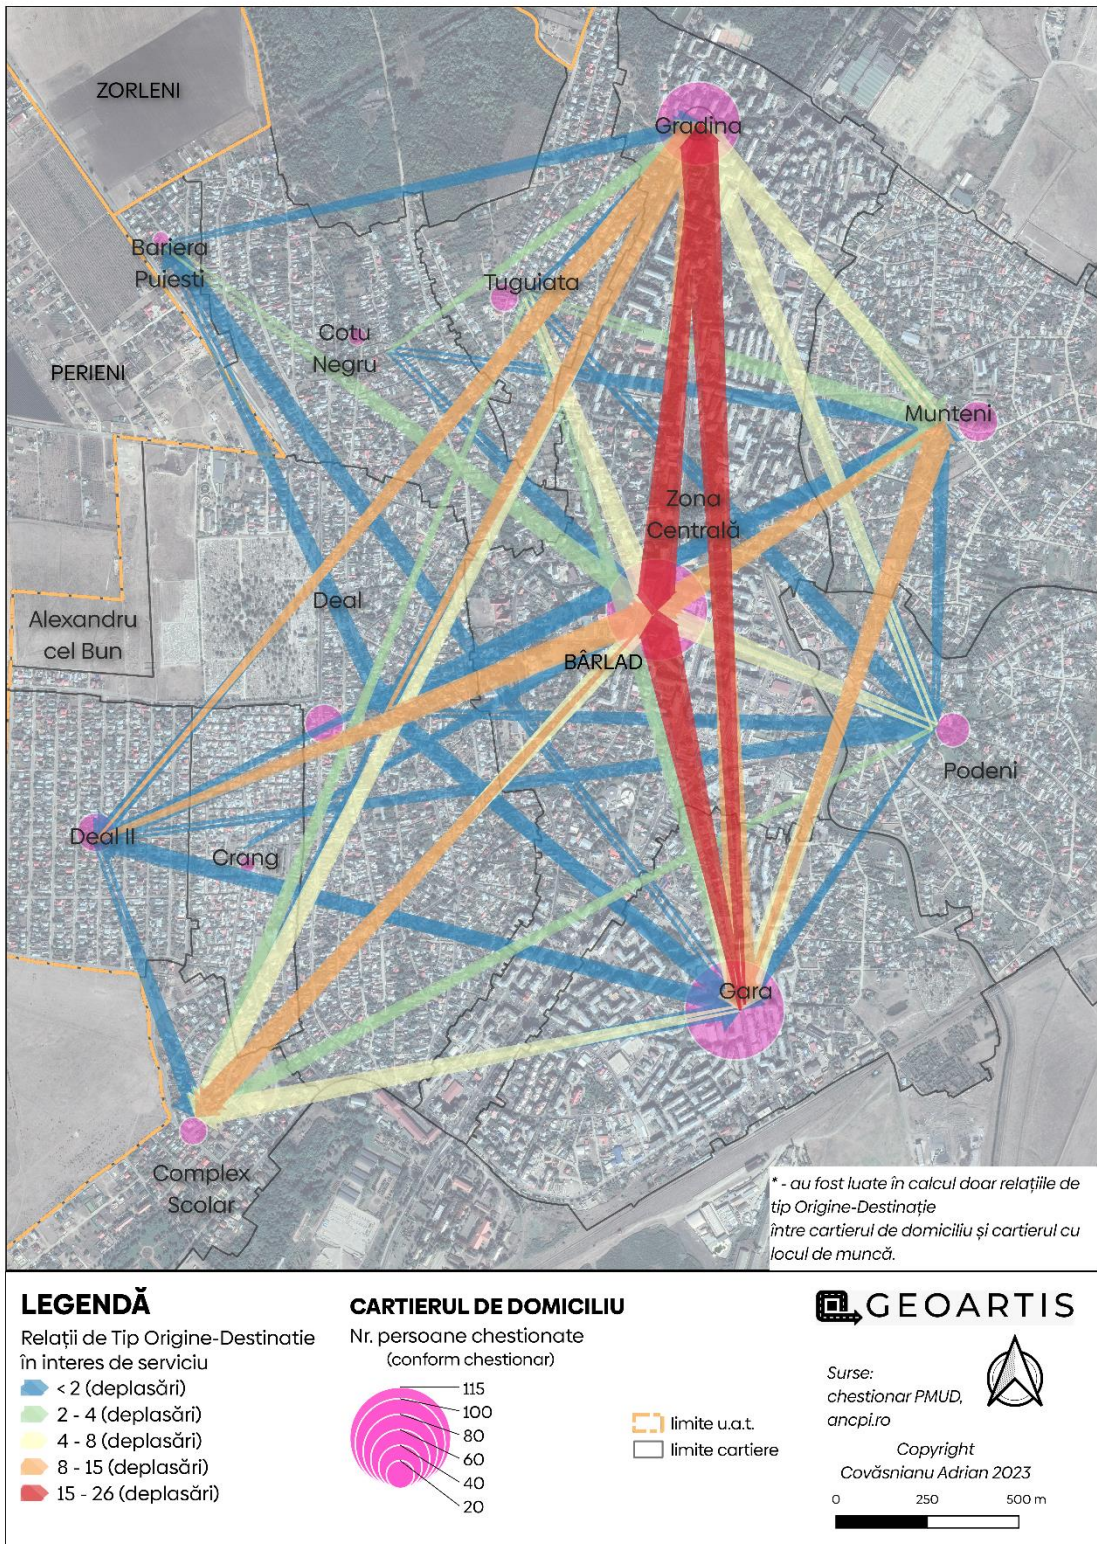 ZORLENI
Gradina
Bariera
Puiesti
Tuguiata
Cotu
Negru
PERIENI
Munteni
Zona
Centrală
Deal
Alexandru
cel Bun
BÂRLAD
Podeni
Deal II
Crang
Gara
Complex
Scolar
* - au fost luate în calcul doar relațiile de
tip Origine-Destinație
între cartierul de domiciliu și cartierul cu
locul de muncă.
LEGENDĂ
Relații de Tip Origine-Destinatie
în interes de serviciu
< 2 (deplasări)
2 - 4 (deplasări)
4 - 8 (deplasări)
8 - 15 (deplasări)
15 - 26 (deplasări)
CARTIERUL DE DOMICILIU
Nr. persoane chestionate
(conform chestionar)
115
100
80
60
40
20
limite u.a.t.
limite cartiere
GEOARTIS
Surse:
chestionar PMUD,
ancpi.ro
Copyright
Covăsnianu Adrian 2023
0 250 500 m